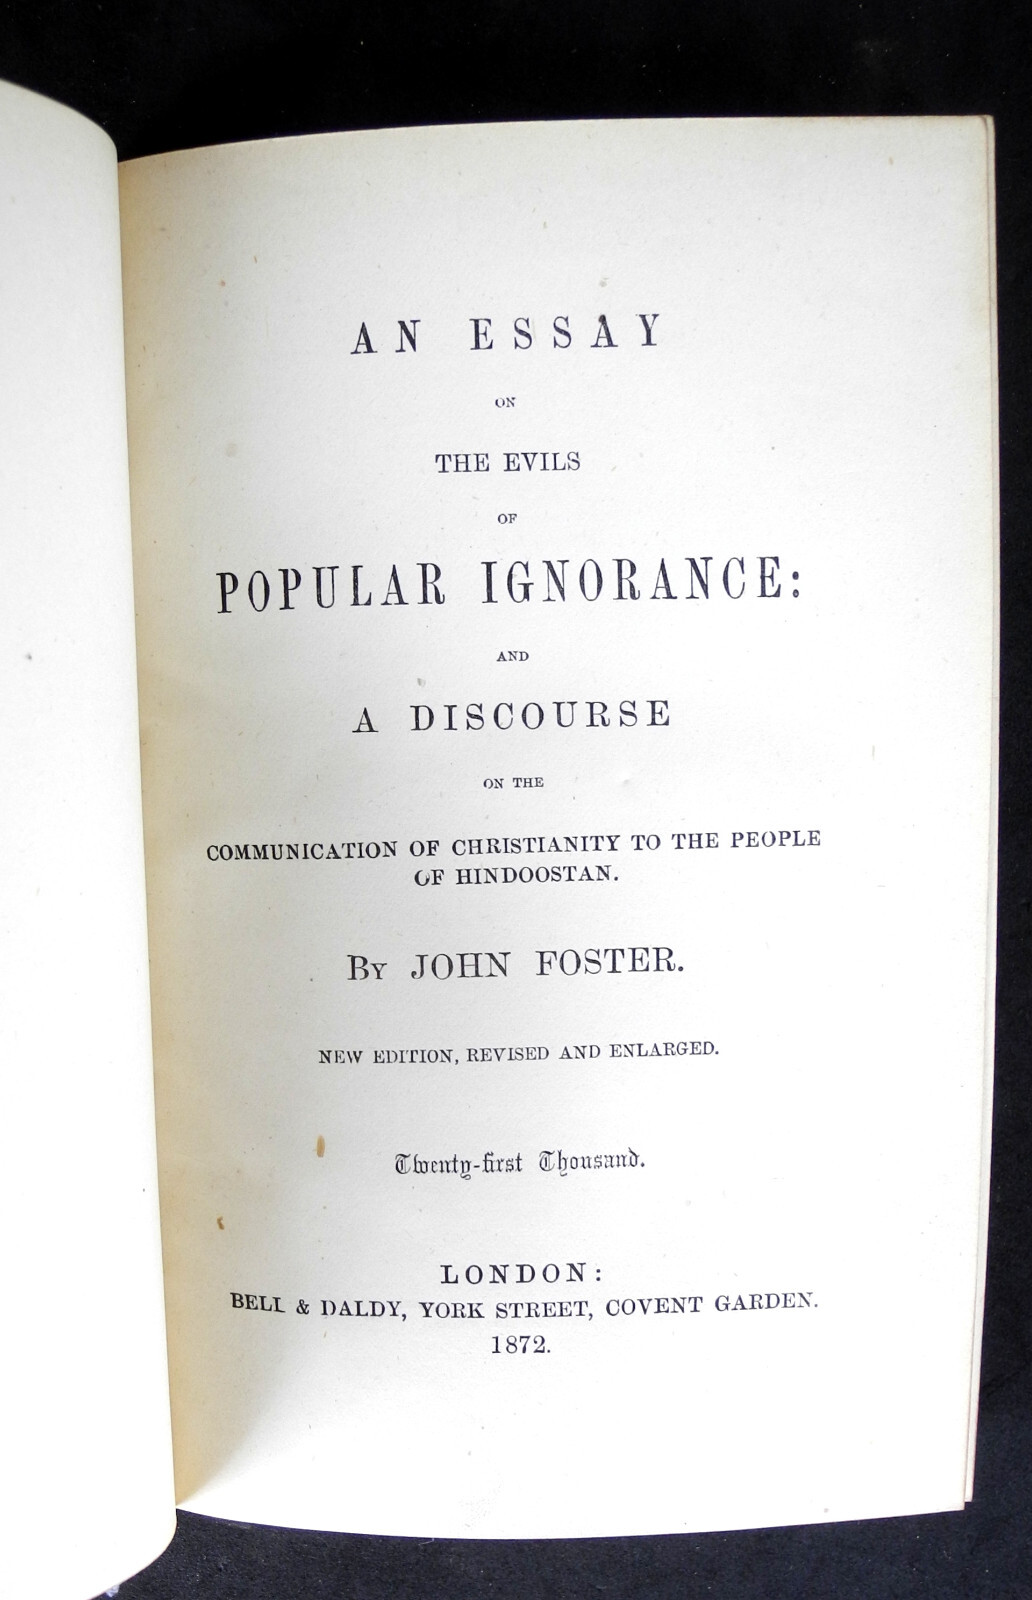 AN ESSAY
ON
THE EVILS
OF
POPULAR IGNORANCE:
AND
A DISCOURSE
ON THE
COMMUNICATION OF CHRISTIANITY TO THE PEOPLE
OF HINDOOSTAN.
BY JOHN FOSTER.
NEW EDITION, REVISED AND ENLARGED.
Twenty-first Thousand.
LONDON:
BELL & DALDY, YORK STREET, COVENT GARDEN.
1872.